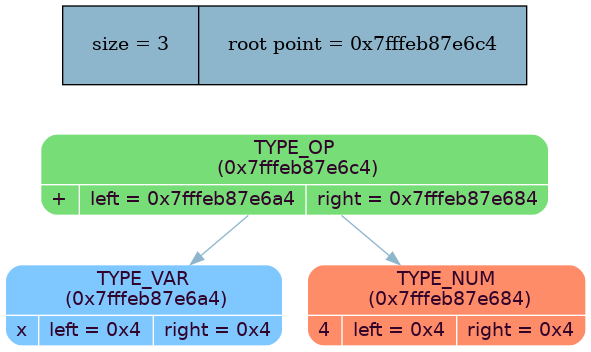 size = 3 root point = 0x7fffeb87e6c4
TYPE_OP
(0x7fffeb87e6c4)
+ left = 0x7fffeb87e6a4 right = 0x7fffeb87e684
TYPE_VAR
(0x7fffeb87e6a4)
x left = 0x4 right = 0x4
TYPE_NUM
(0x7fffeb87e684)
4 left = 0x4 right = 0x4